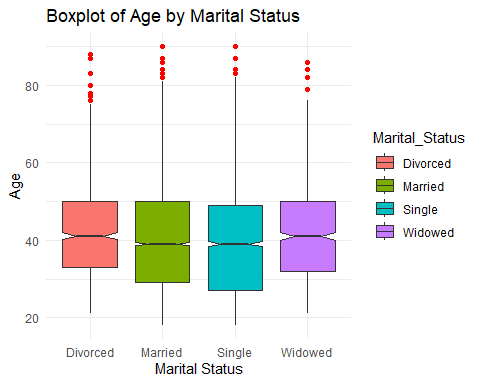 Boxplot of Age by Marital Status
Age
80
60
40
20
Divorced
Married
Single
Widowed
Marital Status
Marital_Status
Divorced
Married
Single
Widowed